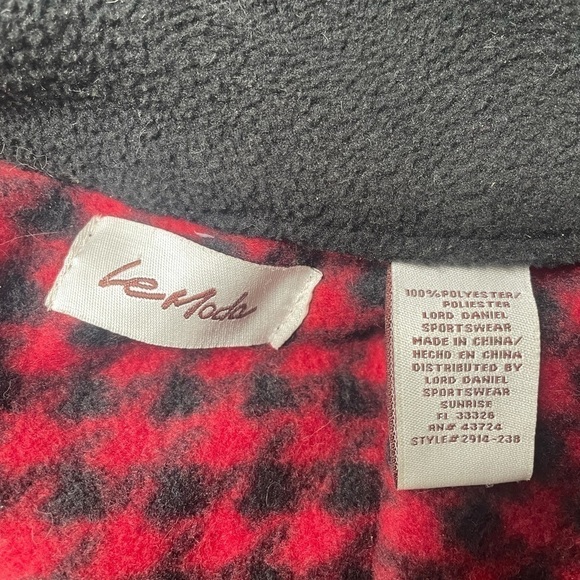 Le Moda
100% POLYESTER/
POLIESTER
LORD DANIEL
SPORTSWEAR
MADE IN CHINA/
HECHO EN CHINA
DISTRIBUTED BY
LORD DANIEL
SPORTSWEAR
SUNRISE
FL 33326
RN# 43724
STYLE# 2914-23B